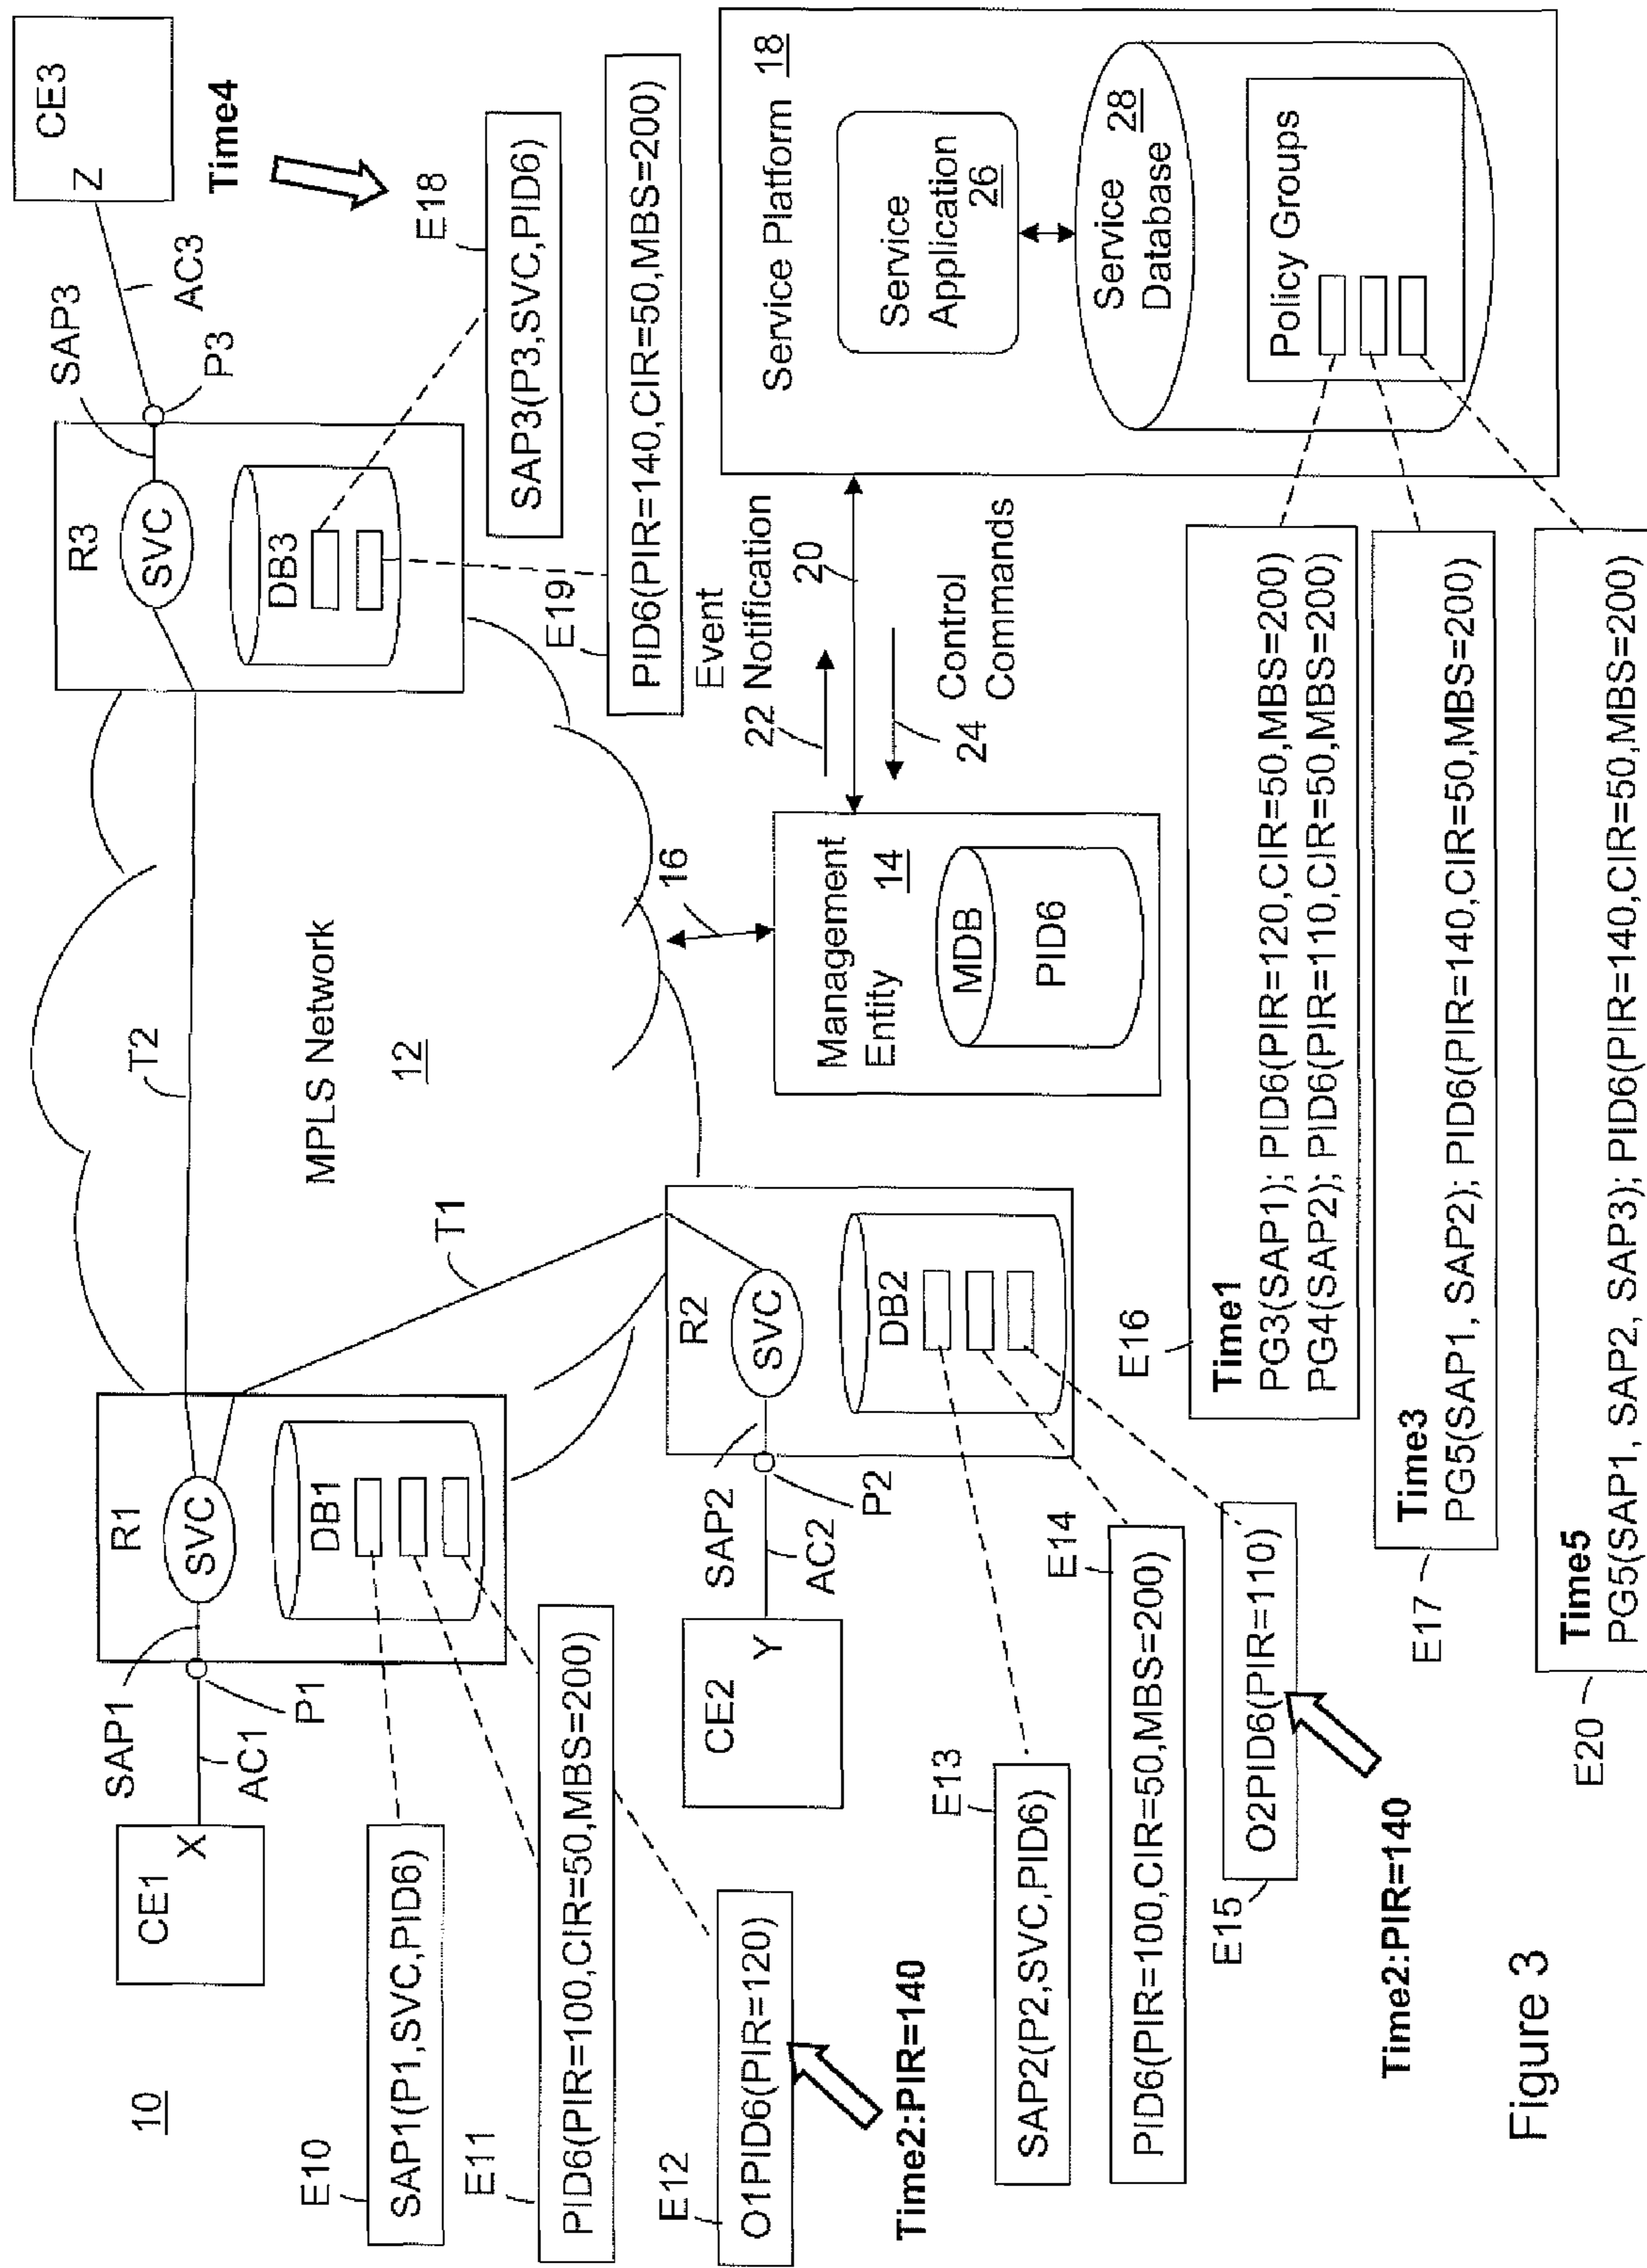 10
CE1
X
AC1
SAP1
P1
R1
SVC
DB1
E10
SAP1(P1,SVC,PID6)
E11
PID6(PIR=100,CIR=50,MBS=200)
E12
O1PID6(PIR=120)
Time2:PIR=140
T2
MPLS Network
12
T1
R3
SVC
DB3
SAP3
P3
AC3
CE3
Z
Time4
E18
SAP3(P3,SVC,PID6)
E19
PID6(PIR=140,CIR=50,MBS=200)
CE2
Y
AC2
SAP2
P2
R2
SVC
DB2
E13
SAP2(P2,SVC,PID6)
E14
PID6(PIR=100,CIR=50,MBS=200)
E15
O2PID6(PIR=110)
Time2:PIR=140
16
Management
Entity
14
MDB
PID6
Event
22 Notification
20
24
Control
Commands
Service Platform
18
Service
Application
26
Service
Database
28
Policy Groups
E16
Time1
PG3(SAP1); PID6(PIR=120,CIR=50,MBS=200)
PG4(SAP2); PID6(PIR=110,CIR=50,MBS=200)
E17
Time3
PG5(SAP1, SAP2); PID6(PIR=140,CIR=50,MBS=200)
E20
Time5
PG5(SAP1, SAP2, SAP3); PID6(PIR=140,CIR=50,MBS=200)
Figure 3